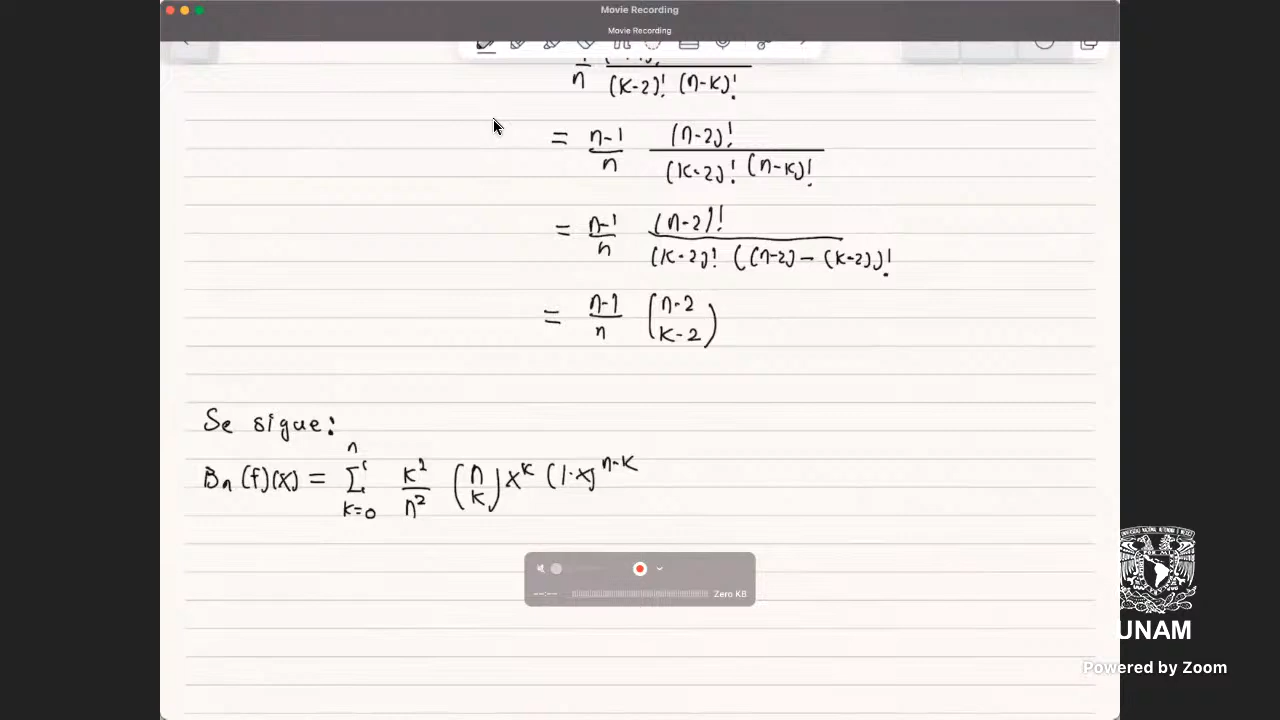 Movie Recording
Movie Recording
n (k-2)! (n-k)!
= n-1/n (n-2)!/((k-2)! (n-k)!)
= n-1/n (n-2)!/((k-2)! ((n-2)-(k-2))!)
= n-1/n (n-2 k-2)
Se sigue:
Bn(f)(x) = Σ_{k=0}^{n} k²/n² (n k) x^k (1-x)^{n-k}
Zero KB
UNAM
Powered by Zoom